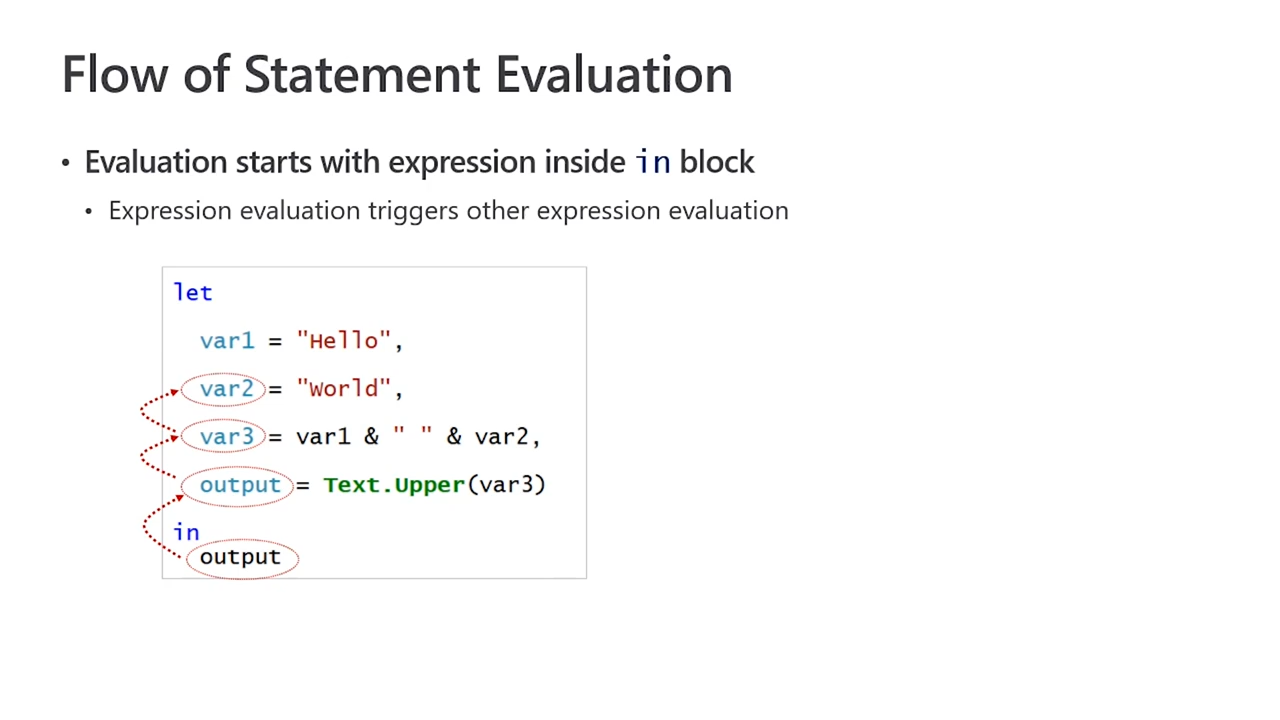 Flow of Statement Evaluation
• Evaluation starts with expression inside in block
• Expression evaluation triggers other expression evaluation
let
var1 = "Hello",
var2 = "World",
var3 = var1 & " " & var2,
output = Text.Upper(var3)
in
output